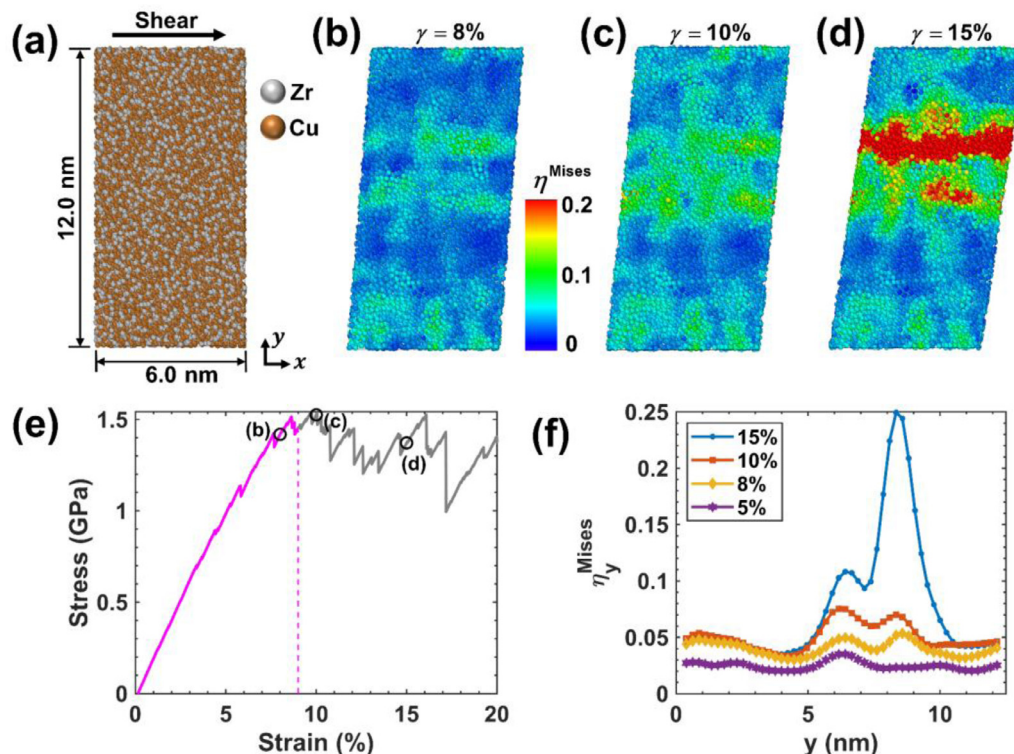 (a)
Shear
Zr
Cu
12.0 nm
6.0 nm
y
x
(b)
γ = 8%
(c)
γ = 10%
(d)
γ = 15%
η^Mises
0.2
0.1
0
(e)
Stress (GPa)
1.5
1
0.5
0
(b)
(c)
(d)
0 5 10 15 20
Strain (%)
(f)
η_y^Mises
0.25
0.2
0.15
0.1
0.05
0
15%
10%
8%
5%
0 5 10
y (nm)